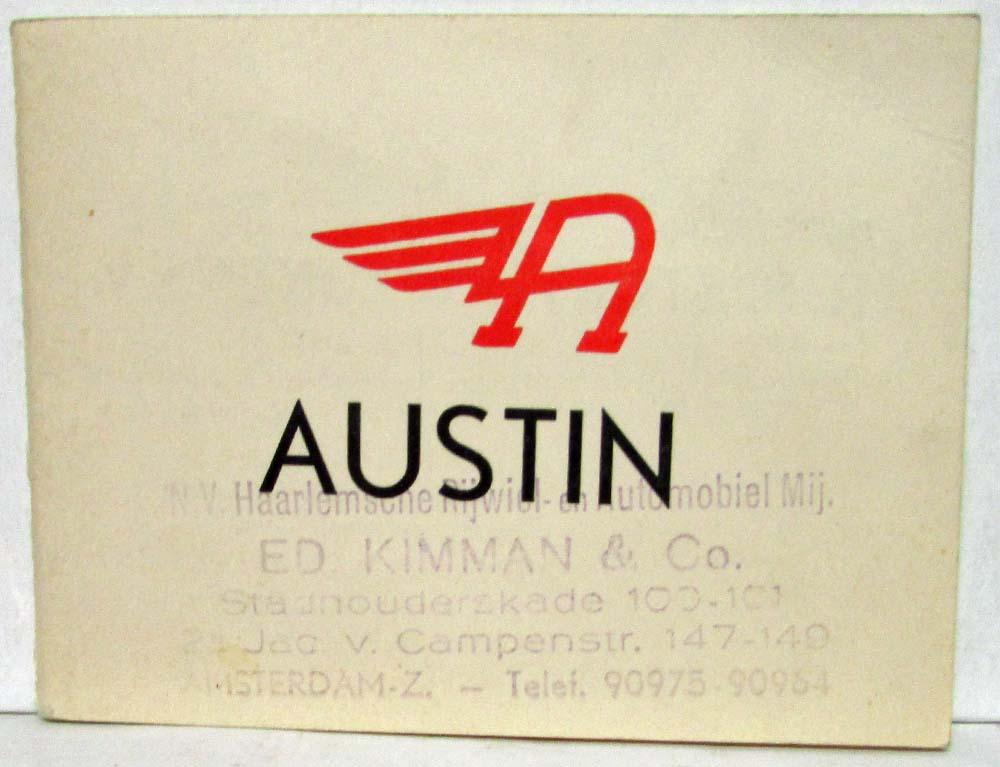 A
AUSTIN
N.V. Haarlemsche Rijwiel- en Automobiel Mij.
ED. KIMMAN & Co.
Stadhouderskade 100-101
2e Jac. v. Campenstr. 147-149
AMSTERDAM-Z. — Telef. 90975-90964